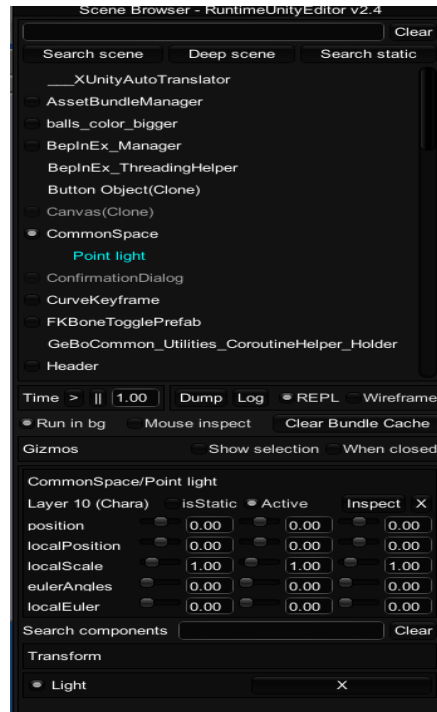 Scene Browser - RuntimeUnityEditor v2.4
Clear
Search scene Deep scene Search static
___XUnityAutoTranslator
AssetBundleManager
balls_color_bigger
BepInEx_Manager
BepInEx_ThreadingHelper
Button Object(Clone)
Canvas(Clone)
CommonSpace
Point light
ConfirmationDialog
CurveKeyframe
FKBoneTogglePrefab
GeBoCommon_Utilities_CoroutineHelper_Holder
Header
Time > || 1.00 Dump Log REPL Wireframe
Run in bg Mouse inspect Clear Bundle Cache
Gizmos Show selection When closed
CommonSpace/Point light
Layer 10 (Chara) isStatic Active Inspect X
position 0.00 0.00 0.00
localPosition 0.00 0.00 0.00
localScale 1.00 1.00 1.00
eulerAngles 0.00 0.00 0.00
localEuler 0.00 0.00 0.00
Search components Clear
Transform
Light X